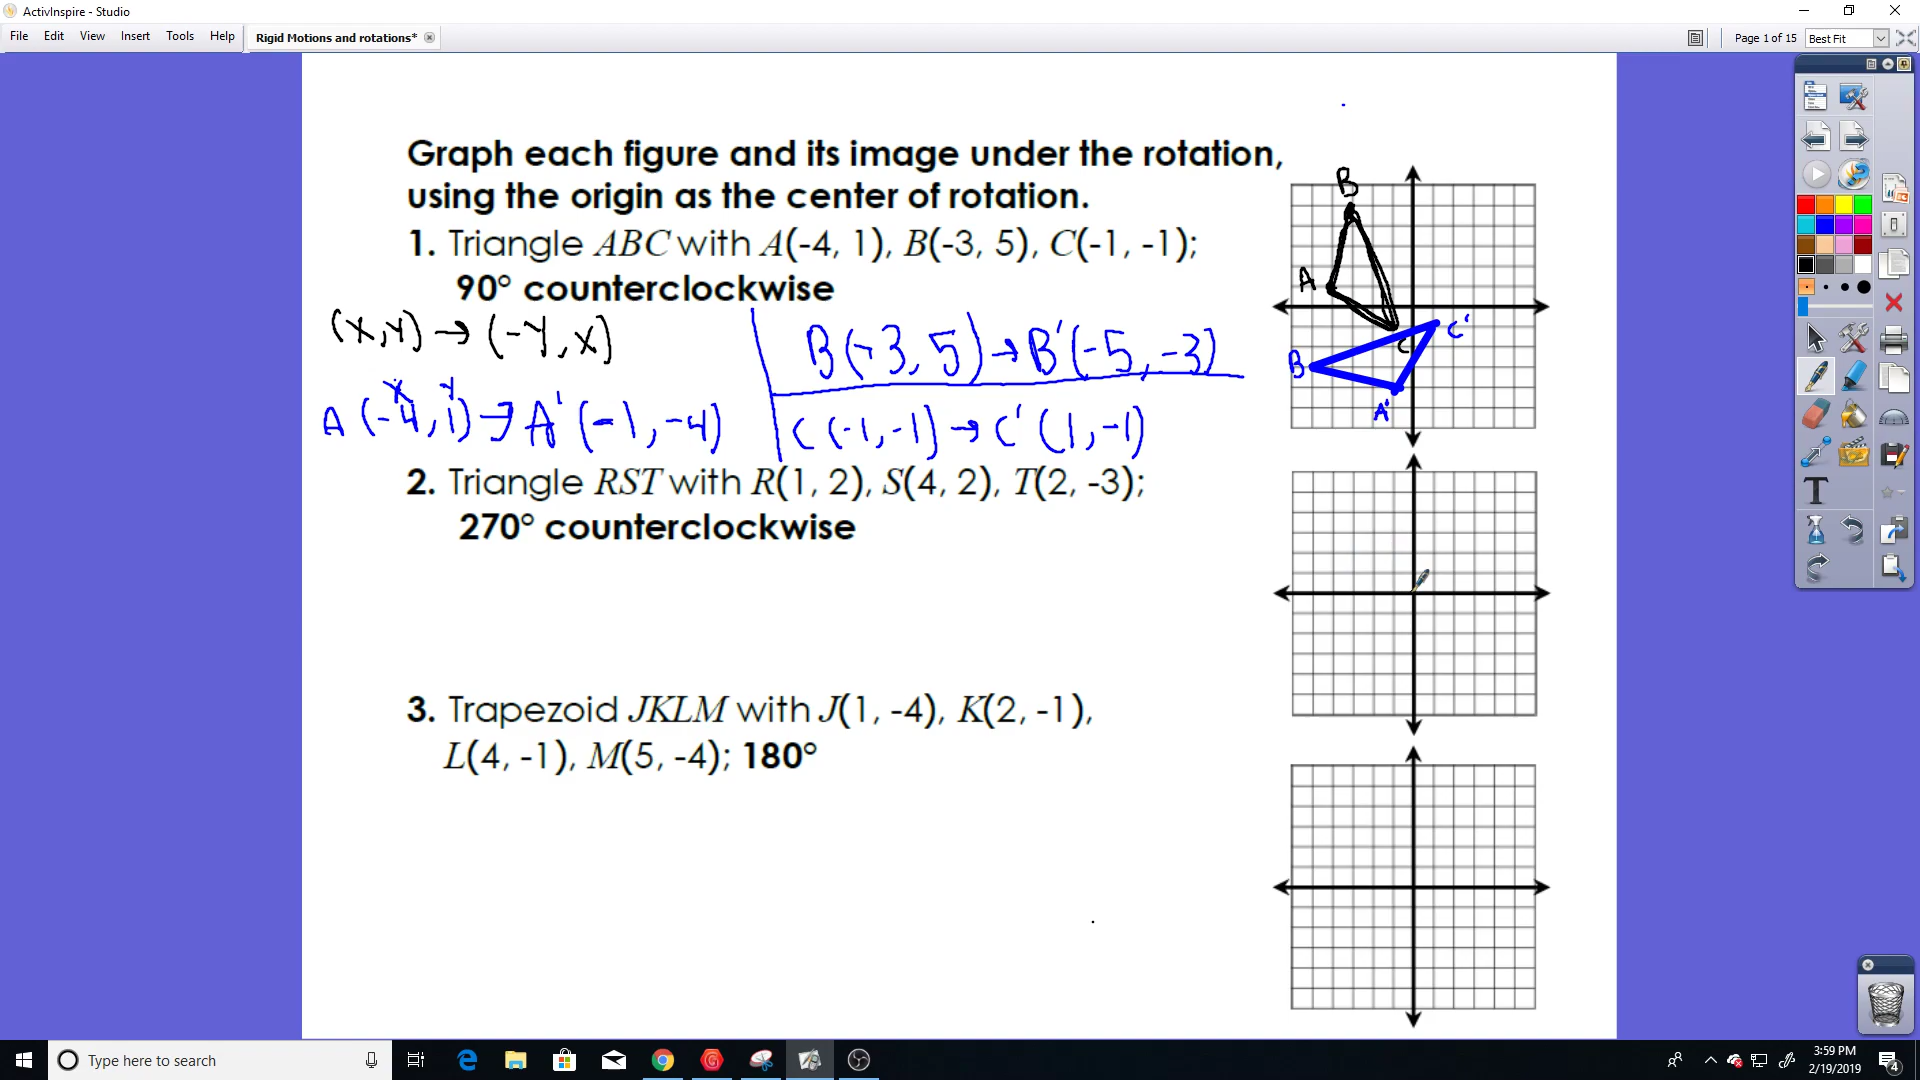 ActivInspire - Studio
File Edit View Insert Tools Help
Rigid Motions and rotations*
Page 1 of 15
Best Fit
Graph each figure and its image under the rotation,
using the origin as the center of rotation.
1. Triangle ABC with A(-4, 1), B(-3, 5), C(-1, -1);
90° counterclockwise
(x,y) → (-y,x)
B(-3,5) → B'(-5,-3)
x y
A(-4,1) → A'(-1,-4)
C(-1,-1) → C'(1,-1)
B
A
C
C'
B
A'
2. Triangle RST with R(1, 2), S(4, 2), T(2, -3);
270° counterclockwise
3. Trapezoid JKLM with J(1, -4), K(2, -1),
L(4, -1), M(5, -4); 180°
T
Type here to search
3:59 PM
2/19/2019
4